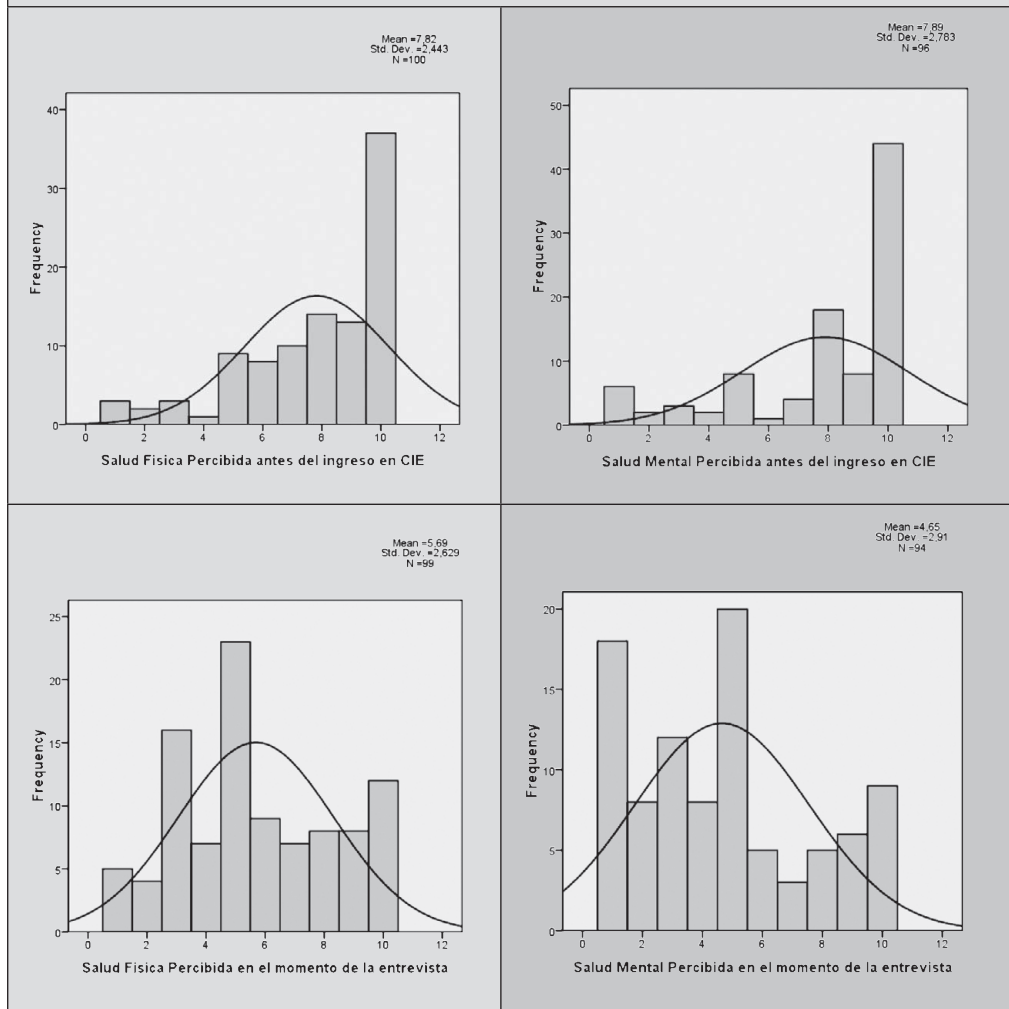 Mean =7,82
Std. Dev. =2,443
N =100
40
30
20
10
0
Frequency
0 2 4 6 8 10 12
Salud Fisica Percibida antes del ingreso en CIE
Mean =7,89
Std. Dev. =2,783
N =96
50
40
30
20
10
0
Frequency
0 2 4 6 8 10 12
Salud Mental Percibida antes del ingreso en CIE
Mean =5,69
Std. Dev. =2,629
N =99
25
20
15
10
5
0
Frequency
0 2 4 6 8 10 12
Salud Fisica Percibida en el momento de la entrevista
Mean =4,65
Std. Dev. =2,91
N =94
20
15
10
5
0
Frequency
0 2 4 6 8 10 12
Salud Mental Percibida en el momento de la entrevista